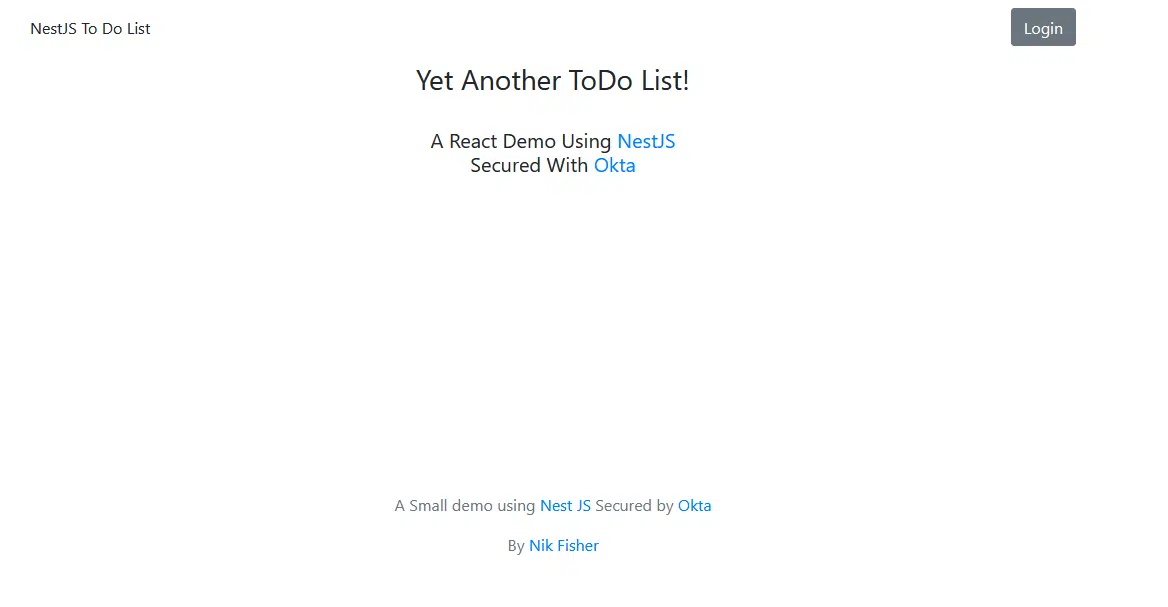 NestJS To Do List
Login
Yet Another ToDo List!
A React Demo Using NestJS
Secured With Okta
A Small demo using Nest JS Secured by Okta
By Nik Fisher